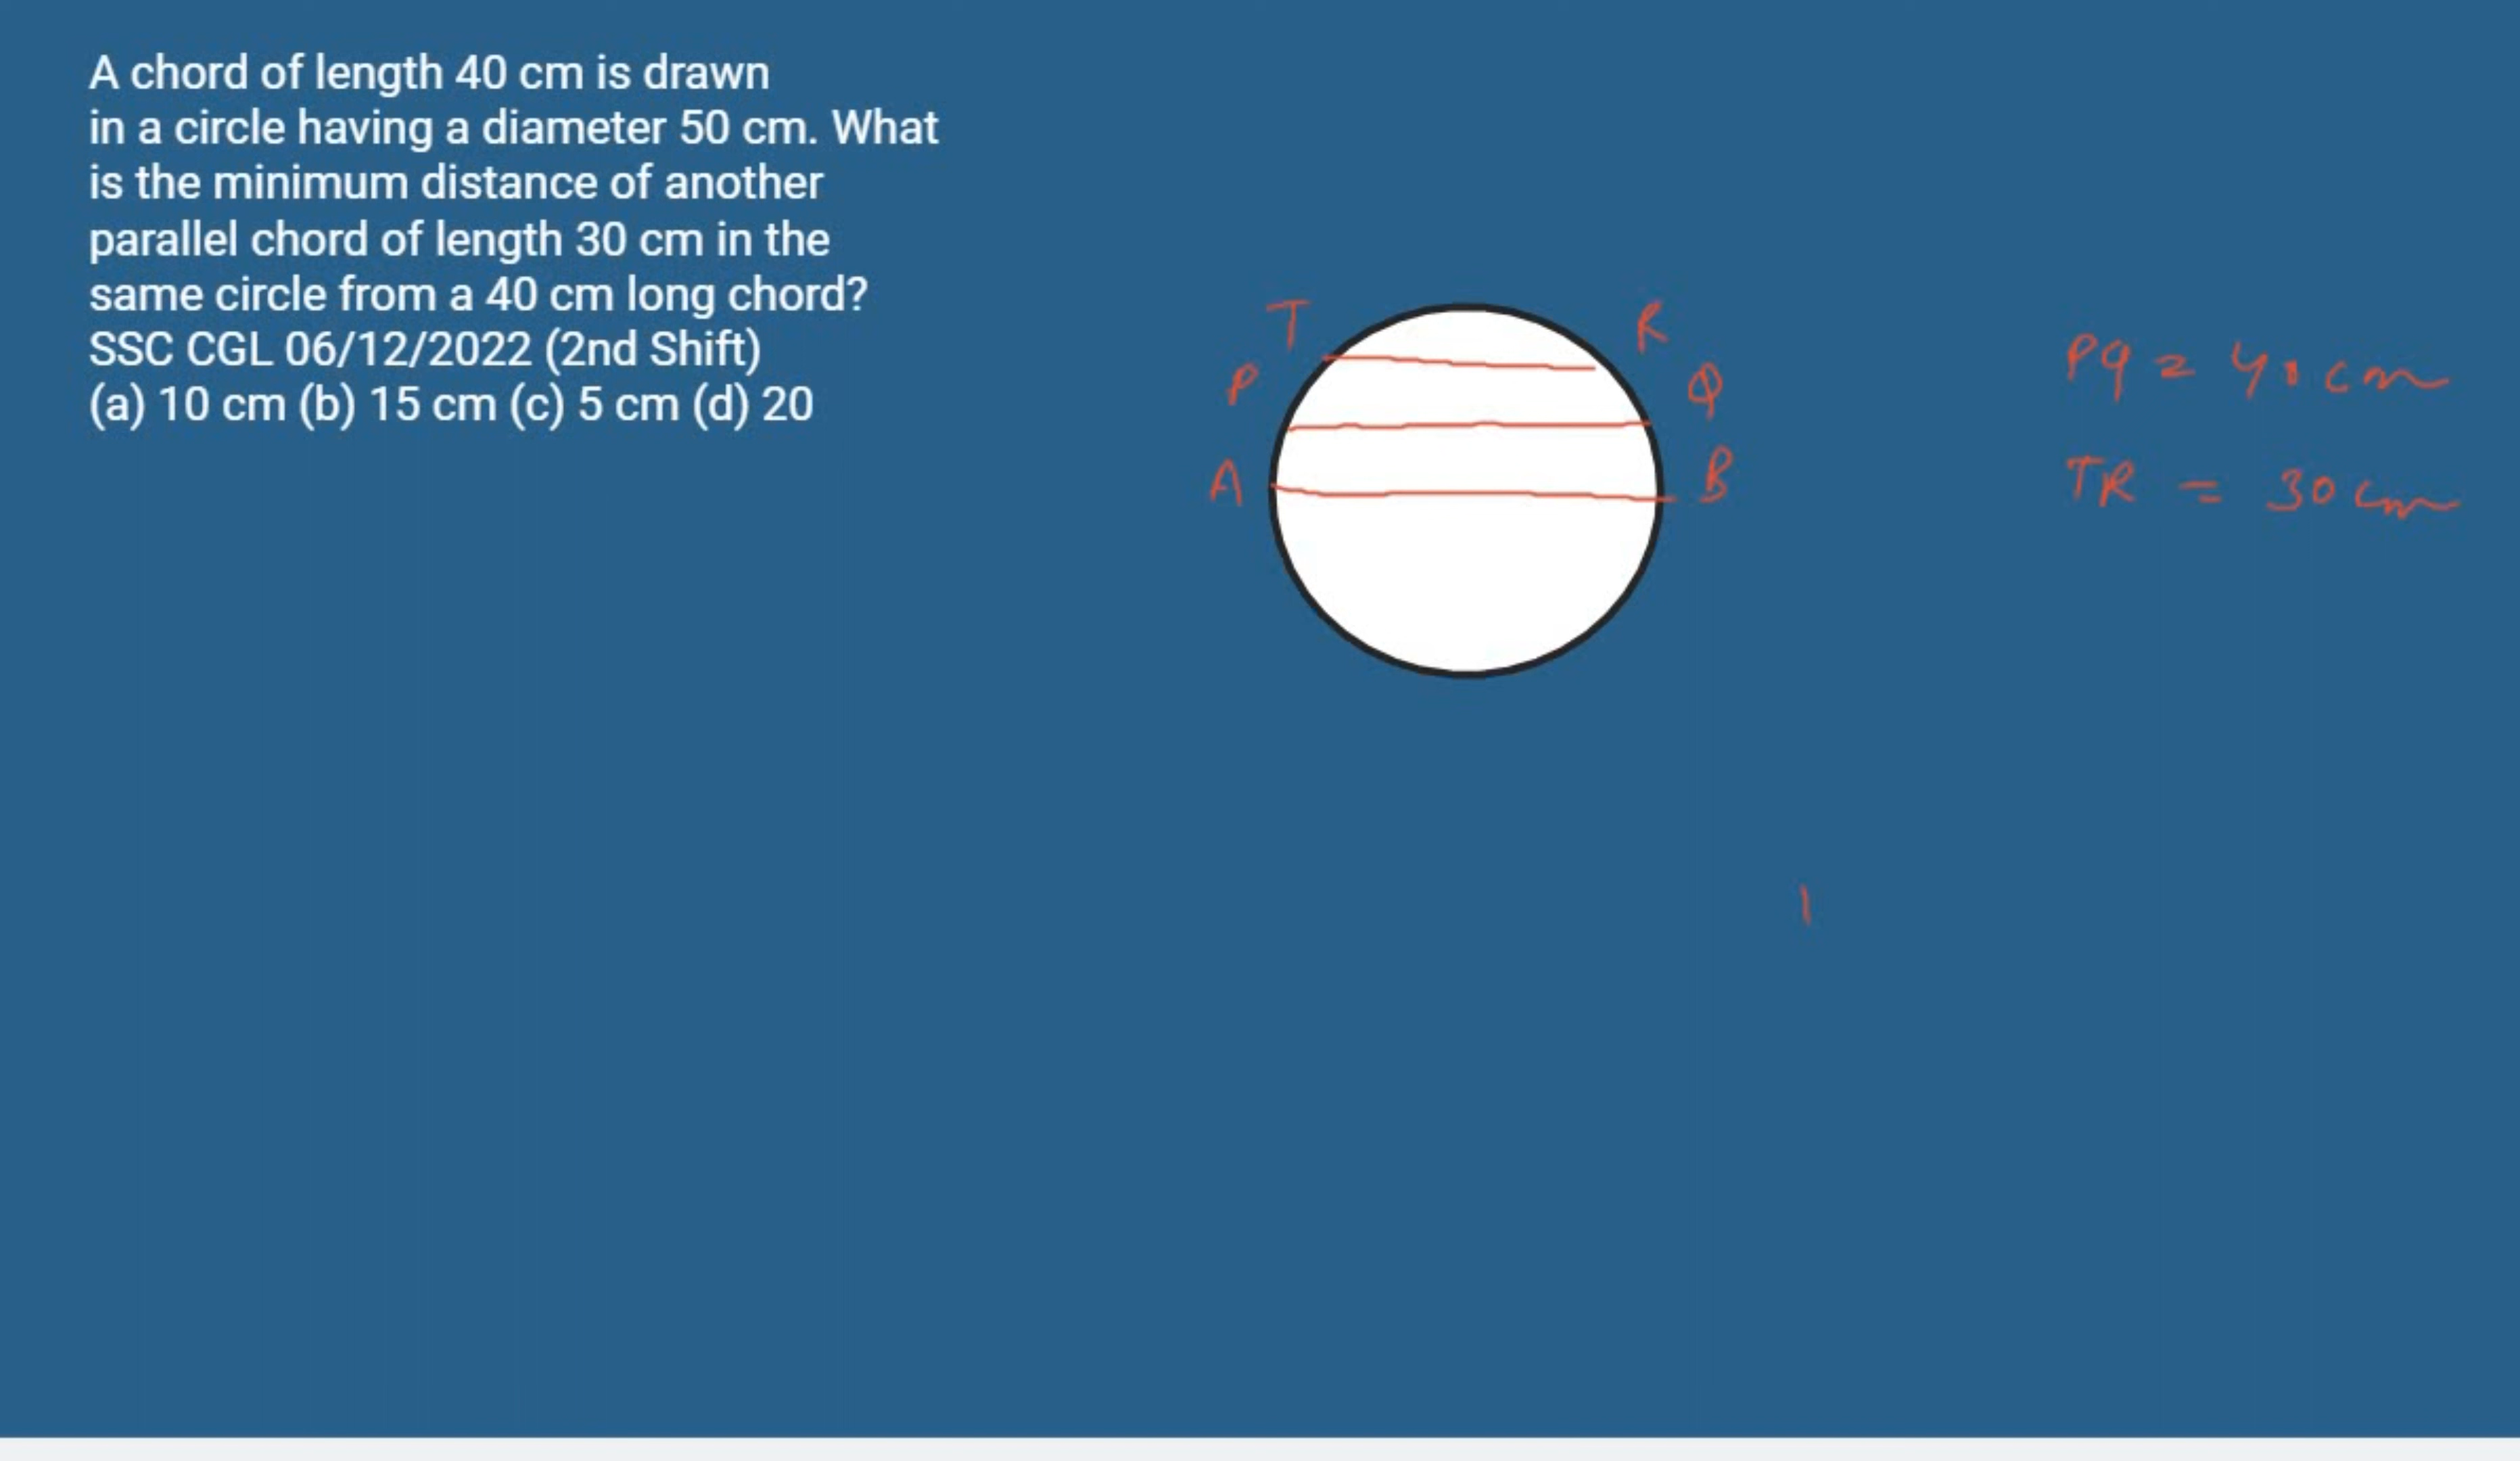 A chord of length 40 cm is drawn
in a circle having a diameter 50 cm. What
is the minimum distance of another
parallel chord of length 30 cm in the
same circle from a 40 cm long chord?
SSC CGL 06/12/2022 (2nd Shift)
(a) 10 cm (b) 15 cm (c) 5 cm (d) 20
T R
P Q
A B
PQ = 40 cm
TR = 30 cm